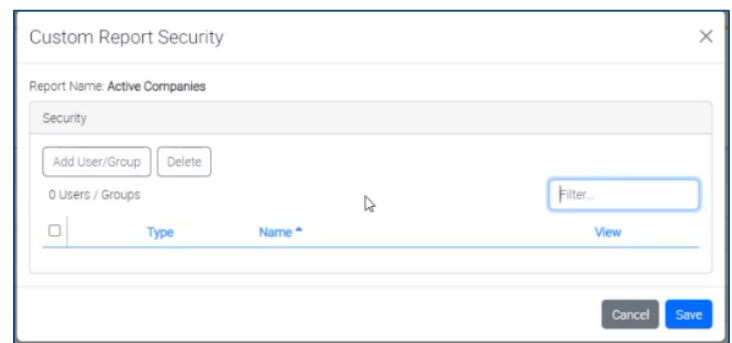 Custom Report Security
Report Name: Active Companies
Security
Add User/Group Delete
0 Users / Groups Filter...
Type Name View
Cancel Save